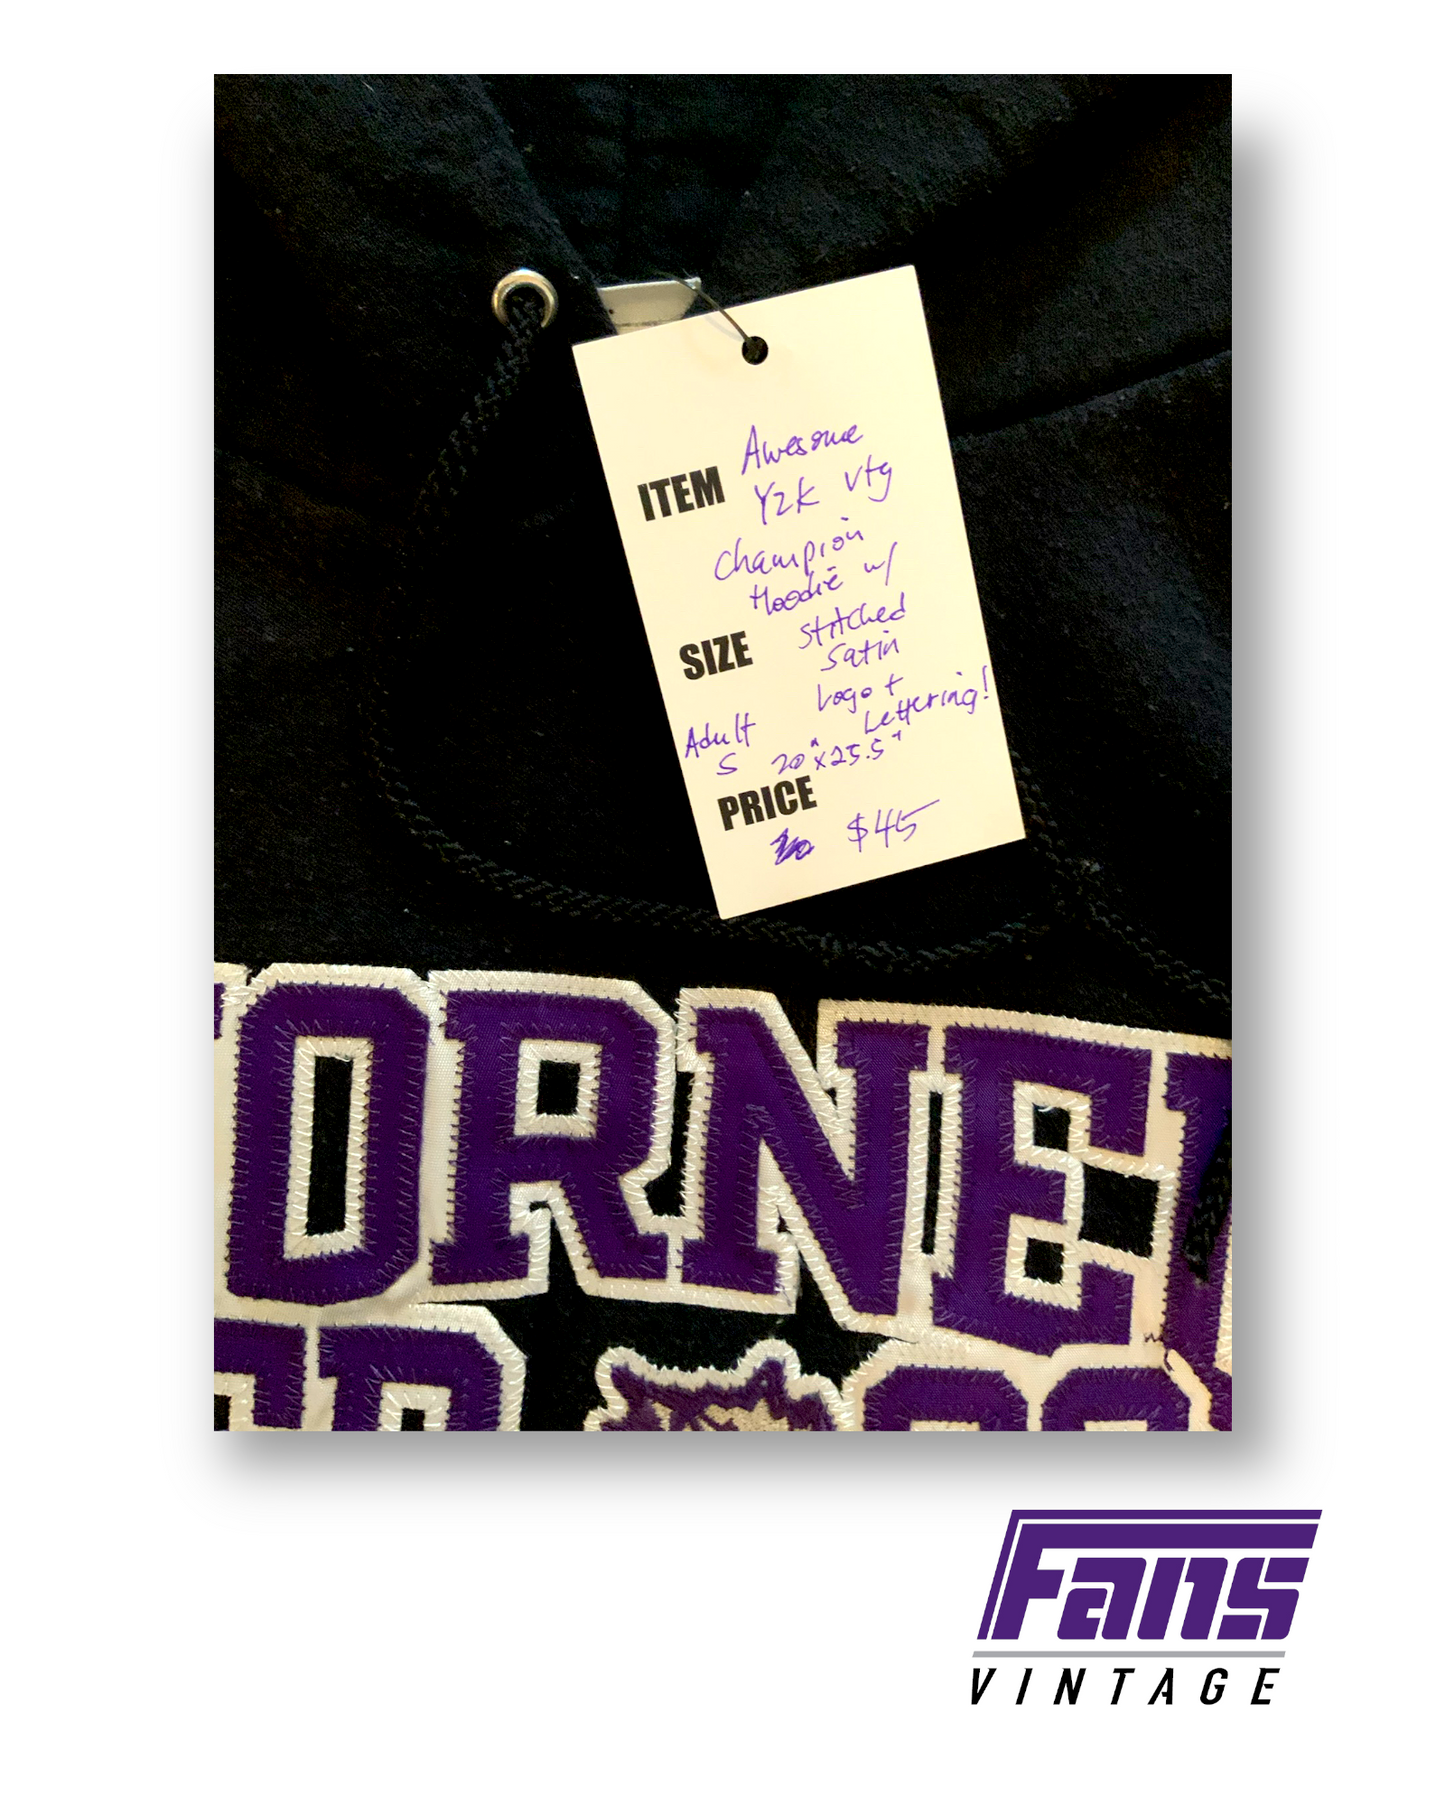 ITEM Awesome
Y2K vtg
Champion
Hoodie w/
Stitched
SIZE Satin
Logo +
Lettering!
Adult
S 20"x25.5"
PRICE
$45
ORNE
Fans
VINTAGE